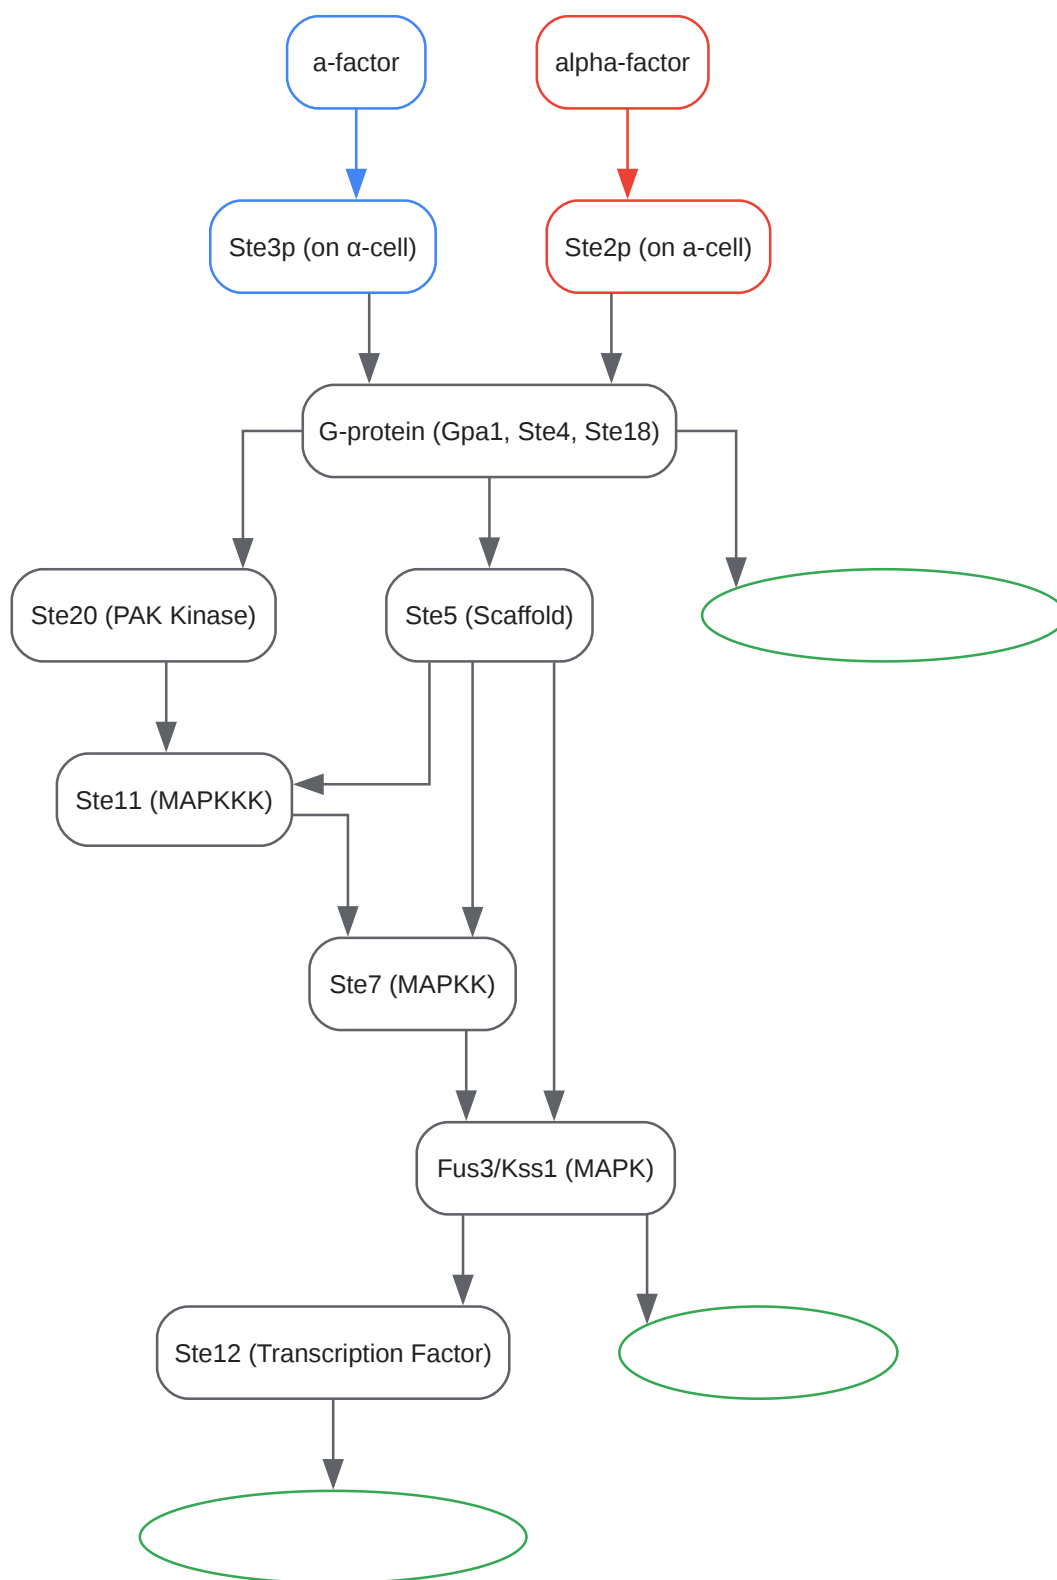 a-factor
alpha-factor
Ste3p (on α-cell)
Ste2p (on a-cell)
G-protein (Gpa1, Ste4, Ste18)
Ste20 (PAK Kinase)
Ste5 (Scaffold)
Ste11 (MAPKKK)
Ste7 (MAPKK)
Fus3/Kss1 (MAPK)
Ste12 (Transcription Factor)